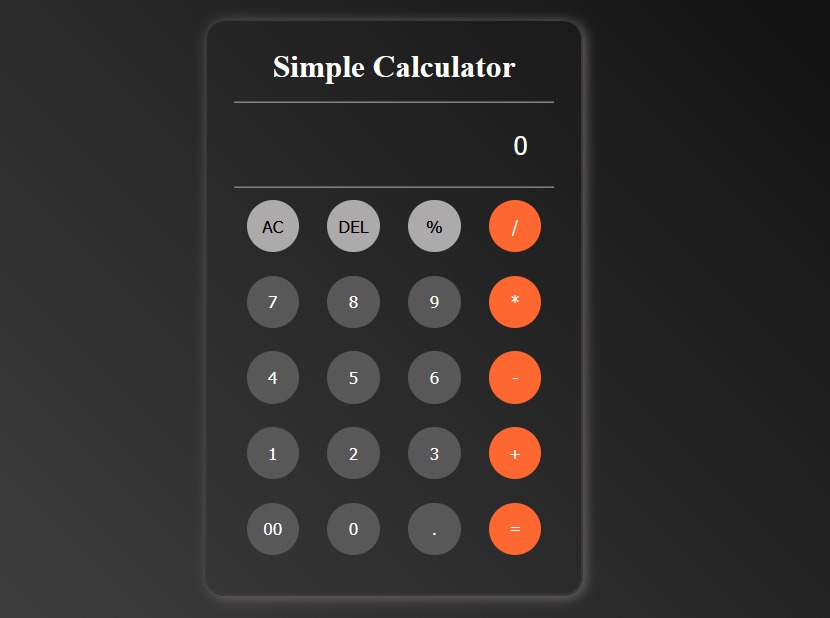 Simple Calculator
0
AC DEL % /
7 8 9 *
4 5 6 -
1 2 3 +
00 0 . =